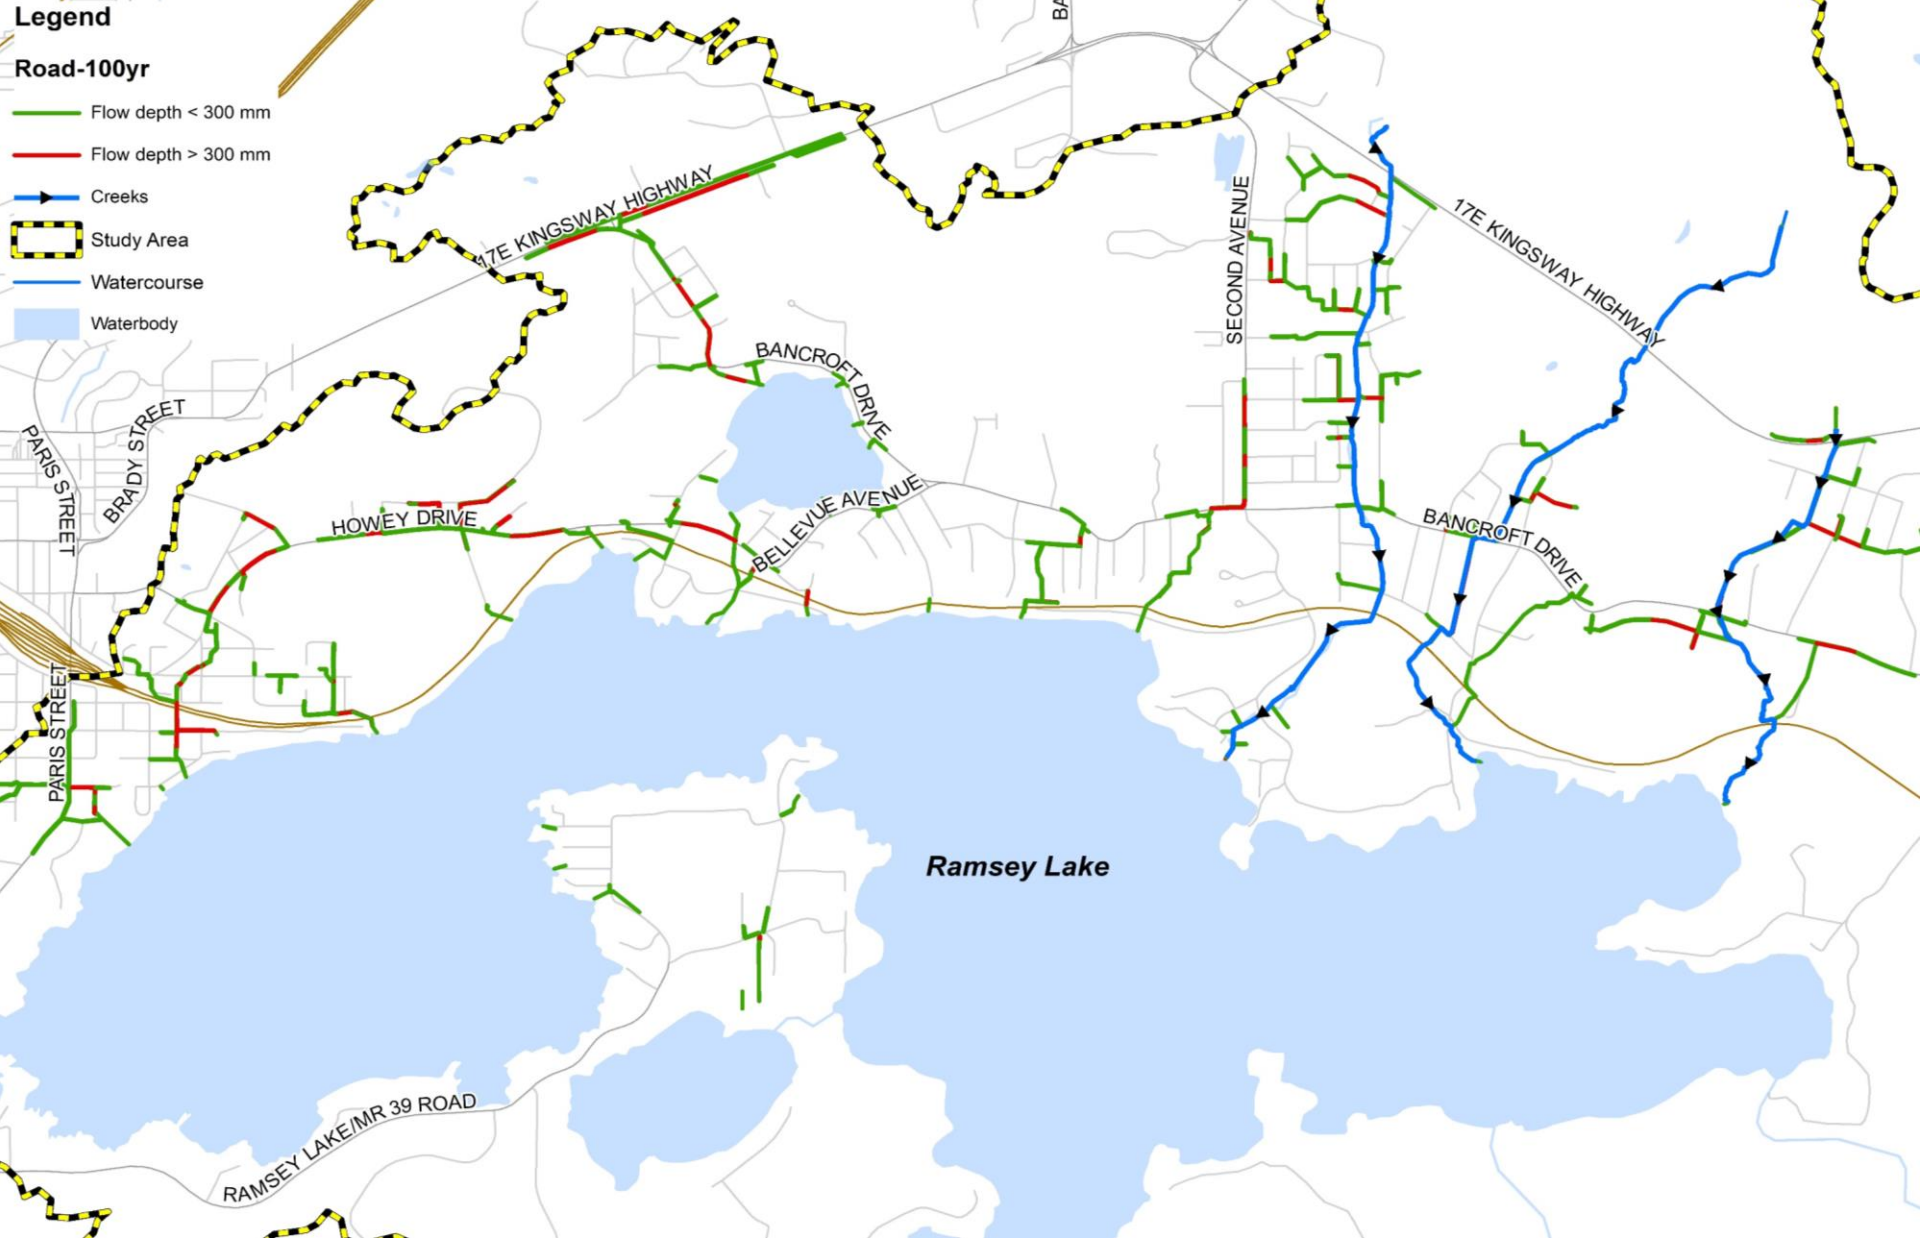 Legend
Road-100yr
Flow depth < 300 mm
Flow depth > 300 mm
Creeks
Study Area
Watercourse
Waterbody
BA
17E KINGSWAY HIGHWAY
SECOND AVENUE
17E KINGSWAY HIGHWAY
BANCROFT DRIVE
PARIS STREET
BRADY STREET
HOWEY DRIVE
BELLEVUE AVENUE
BANCROFT DRIVE
PARIS STREET
Ramsey Lake
RAMSEY LAKE/MR 39 ROAD